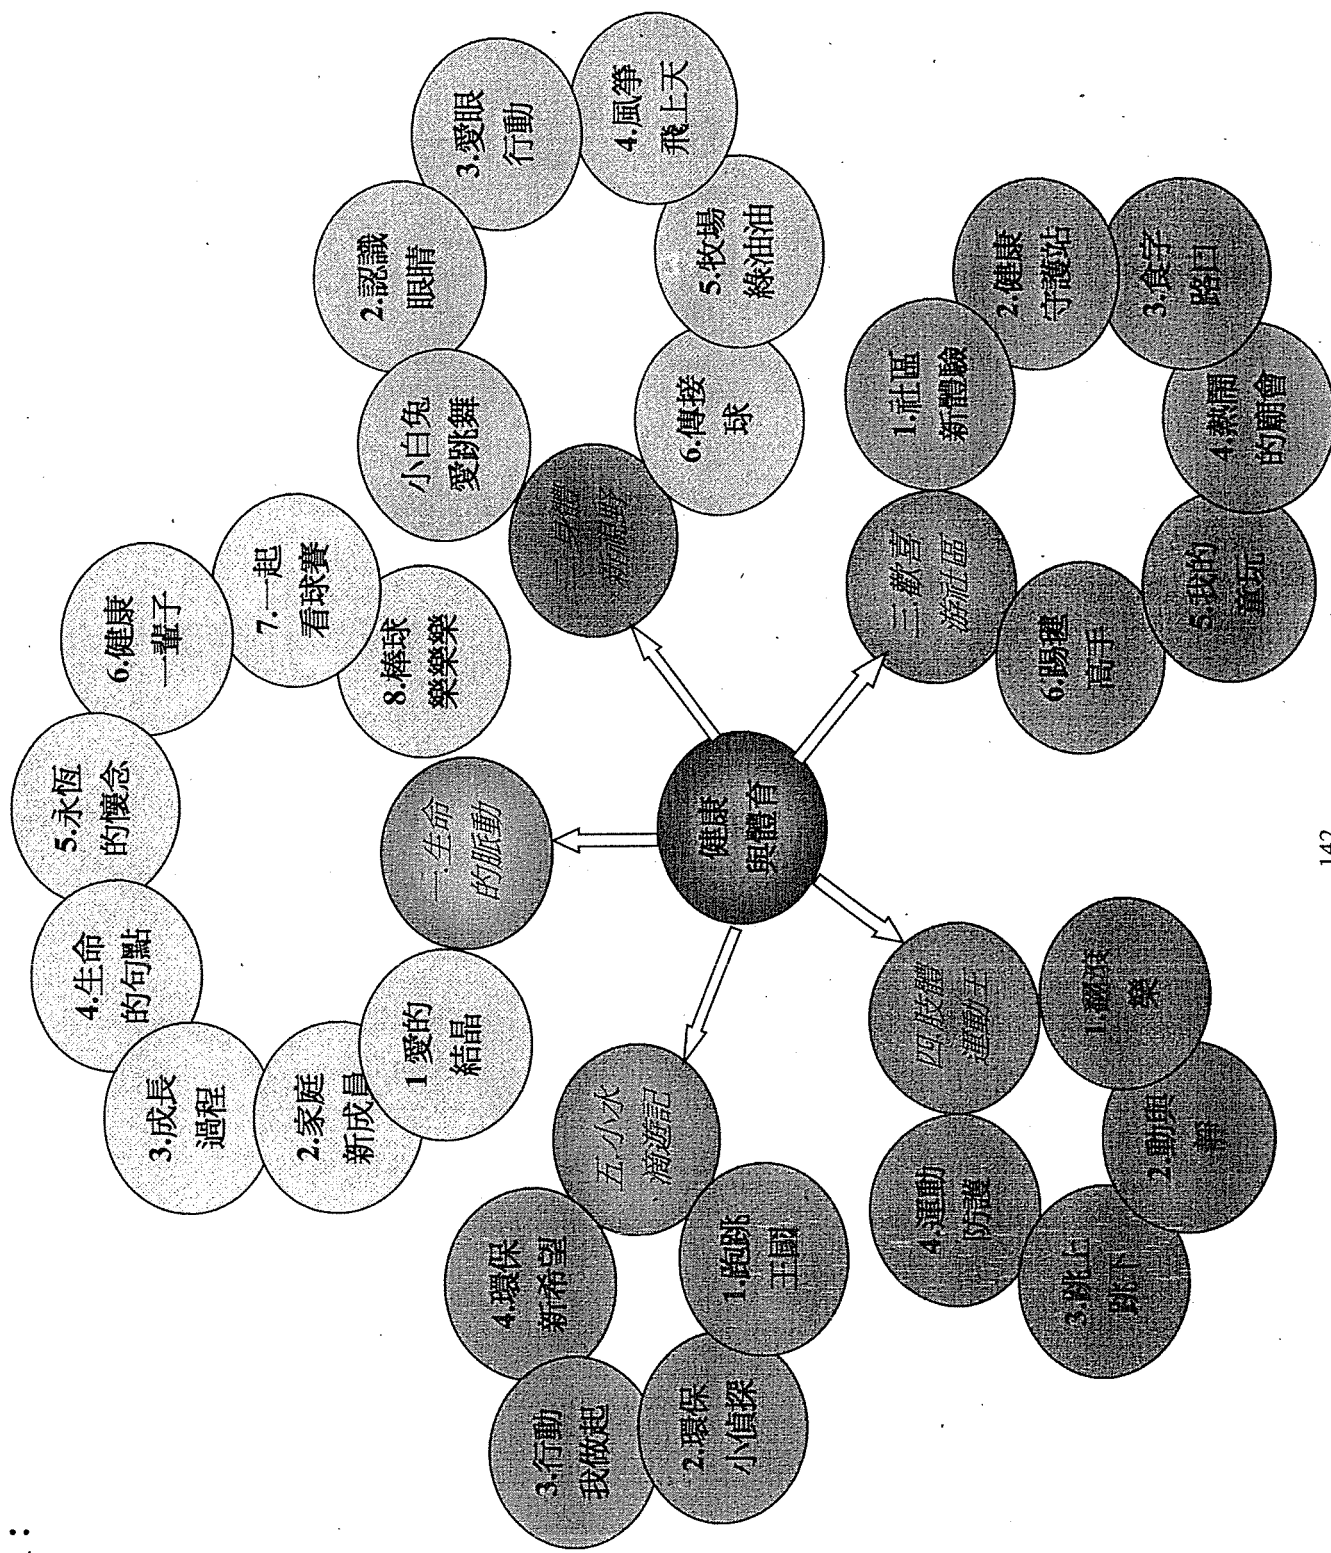 健康
與體育
生命
的脈動
1 愛的
結晶
2.家庭
新成員
3.成長
過程
4.生命
的句點
5.永恆
的懷念
6.健康
一輩子
7.一起
看球賽
8.棒球
樂樂樂
小白兔
愛跳舞
2.認識
眼睛
3.愛眼
行動
4.風箏
飛上天
5.牧場
綠油油
6.傳接
球
三.歡喜
游社區
1.社區
新體驗
2.健康
守護站
3.食字
路口
4.熱鬧
的廟會
5.我的
童玩
6.踢毽
高手
四.肢體
運動王
樂
2.動與
靜
3.跳上
跳下
4.運動
防護
五.小水
滴遊記
1.跑跳
王國
2.環保
小偵探
3.行動
我做起
4.環保
新希望
142